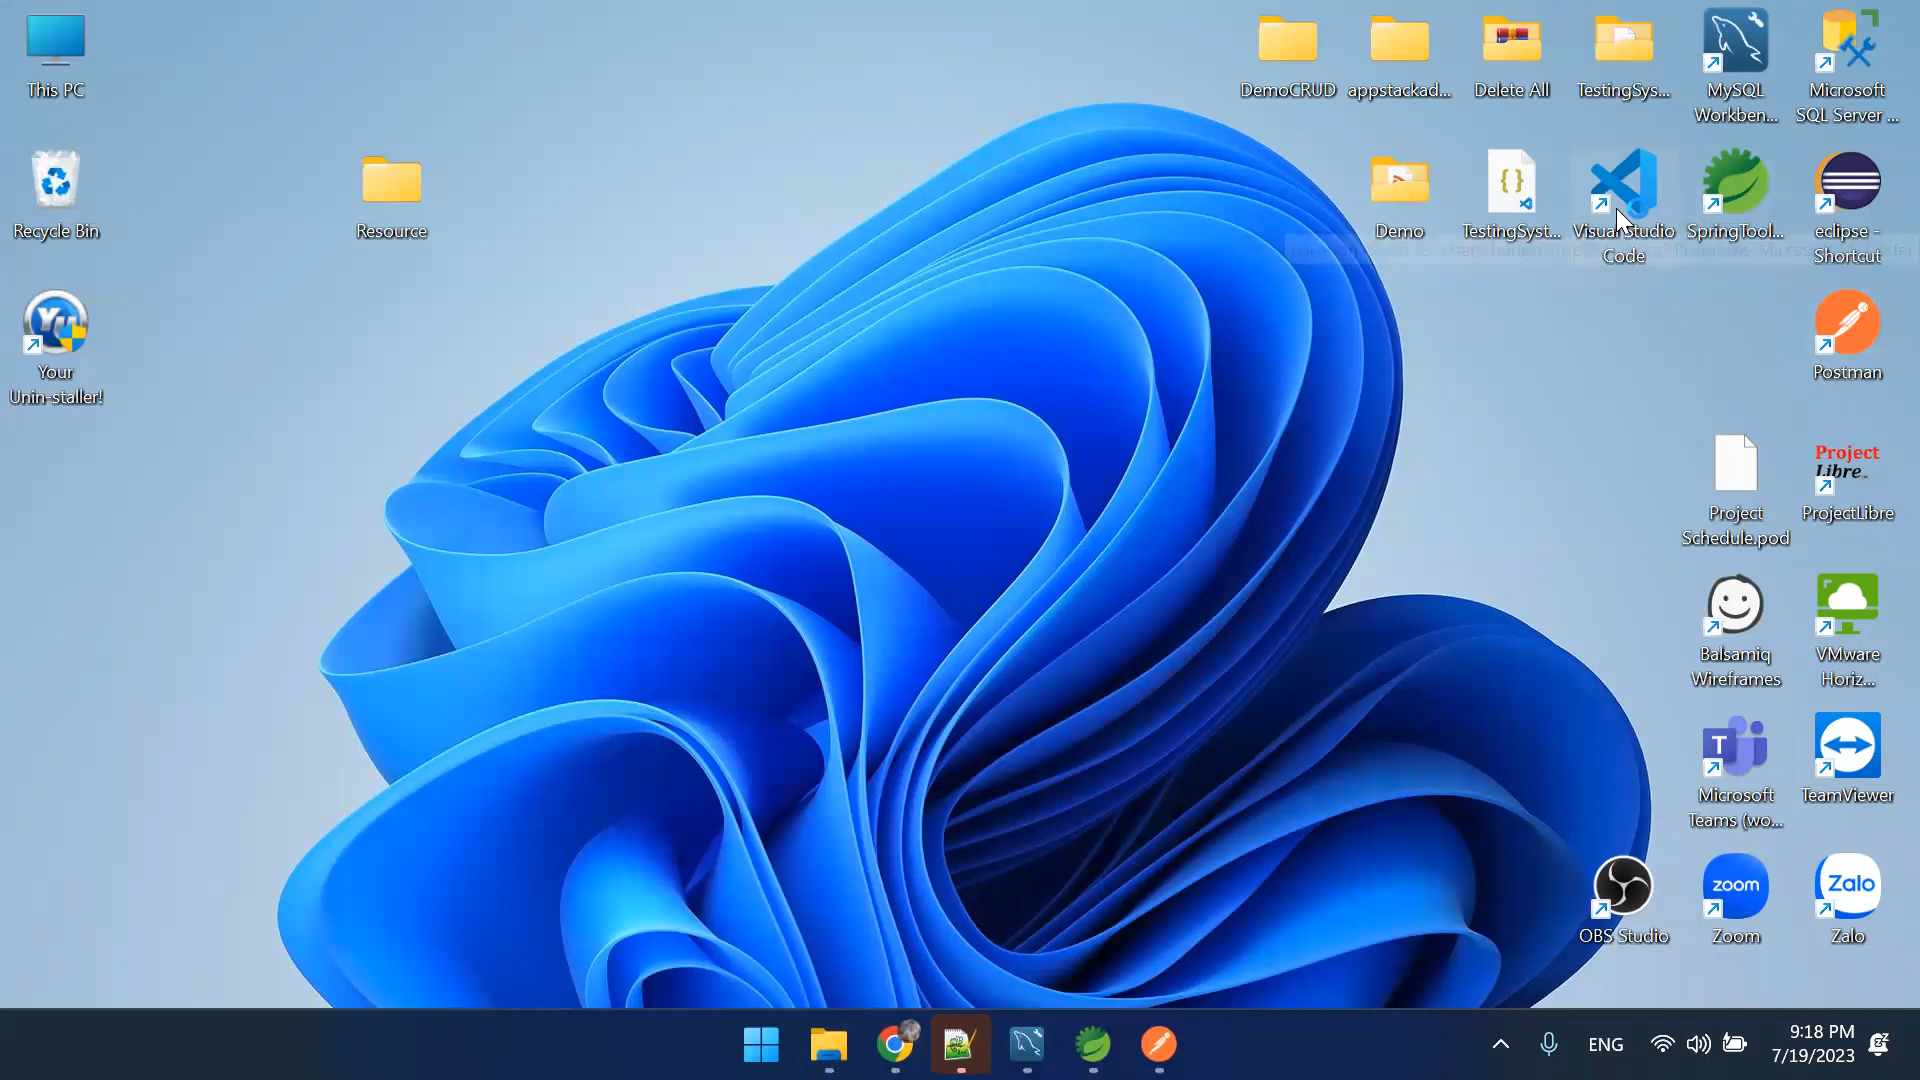 This PC
Recycle Bin
Your
Unin-staller!
Resource
DemoCRUD
appstackad...
Delete All
TestingSys...
MySQL
Workben...
Microsoft
SQL Server ...
Demo
TestingSyst...
Visual Studio
Code
SpringTool...
eclipse -
Shortcut
Postman
Project
Schedule.pod
Project
Libre
ProjectLibre
Balsamiq
Wireframes
VMware
Horiz...
T
Microsoft
Teams (wo...
TeamViewer
OBS Studio
zoom
Zoom
Zalo
Zalo
ENG
9:18 PM
7/19/2023